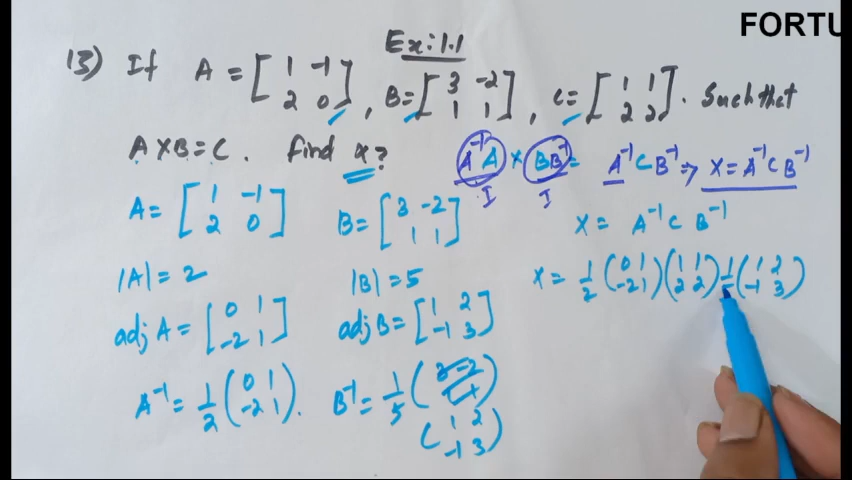 FORTU
Ex: 1.1
13) If A = [1 -1 2 0], B = [3 -2 1 1], C = [1 1 2 2]. Such that
A X B = C. Find x? A⁻¹A X BB⁻¹ = A⁻¹CB⁻¹ ⇒ X = A⁻¹CB⁻¹
I I
A = [1 -1 2 0] B = [3 -2 1 1] X = A⁻¹ C B⁻¹
|A| = 2 |B| = 5 X = 1/2 (0 1 -2 1) (1 1 2 2) 1/5 (1 2 -1 3)
adj A = [0 1 -2 1] adj B = [1 2 -1 3]
A⁻¹ = 1/2 (0 1 -2 1). B⁻¹ = 1/5 (
(1 2 -1 3)